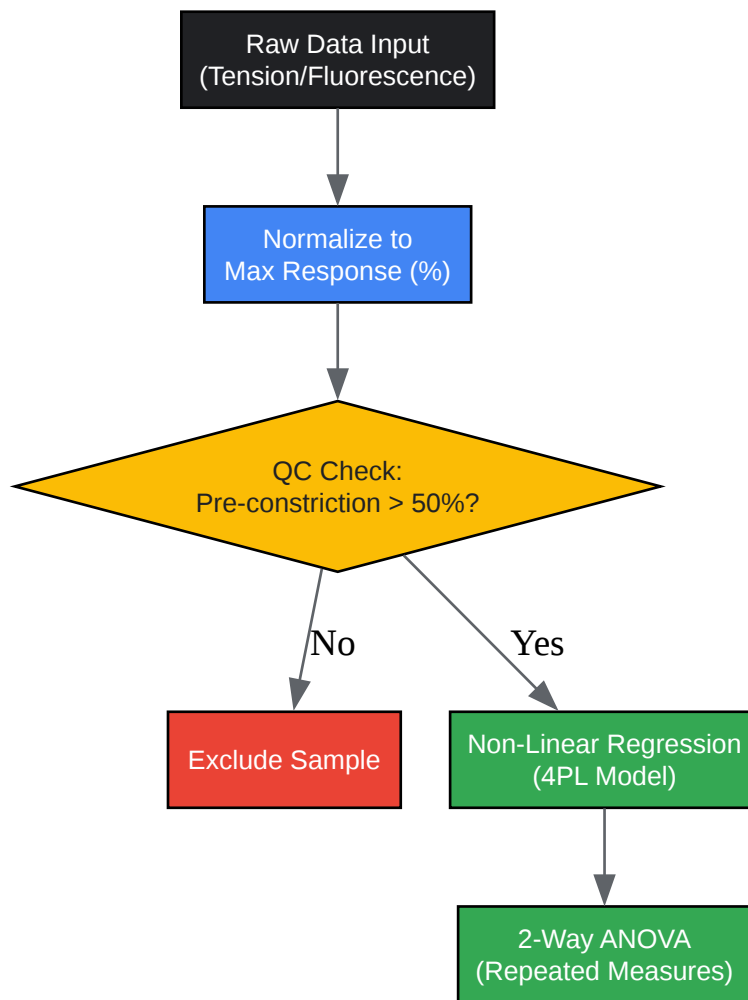 Raw Data Input
(Tension/Fluorescence)
Normalize to
Max Response (%)
QC Check:
Pre-constriction > 50%?
No
Yes
Exclude Sample
Non-Linear Regression
(4PL Model)
2-Way ANOVA
(Repeated Measures)